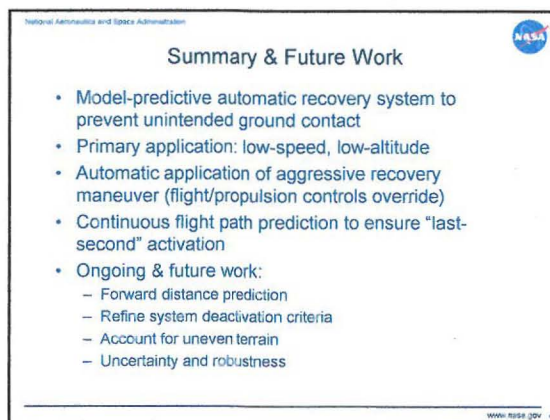 National Aeronautics and Space Administration
NASA
Summary & Future Work
• Model-predictive automatic recovery system to
prevent unintended ground contact
• Primary application: low-speed, low-altitude
• Automatic application of aggressive recovery
maneuver (flight/propulsion controls override)
• Continuous flight path prediction to ensure “last-
second” activation
• Ongoing & future work:
– Forward distance prediction
– Refine system deactivation criteria
– Account for uneven terrain
– Uncertainty and robustness
www.nasa.gov